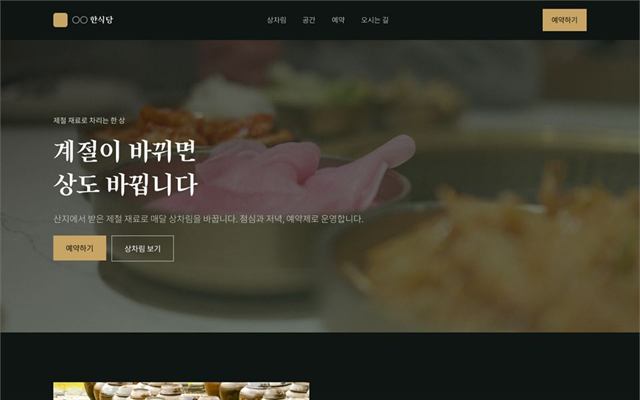 ○○ 한식당
상차림
공간
예약
오시는 길
예약하기
제철 재료로 차리는 한 상
계절이 바뀌면
상도 바뀝니다
산지에서 받은 제철 재료로 매달 상차림을 바꿉니다. 점심과 저녁, 예약제로 운영합니다.
예약하기
상차림 보기